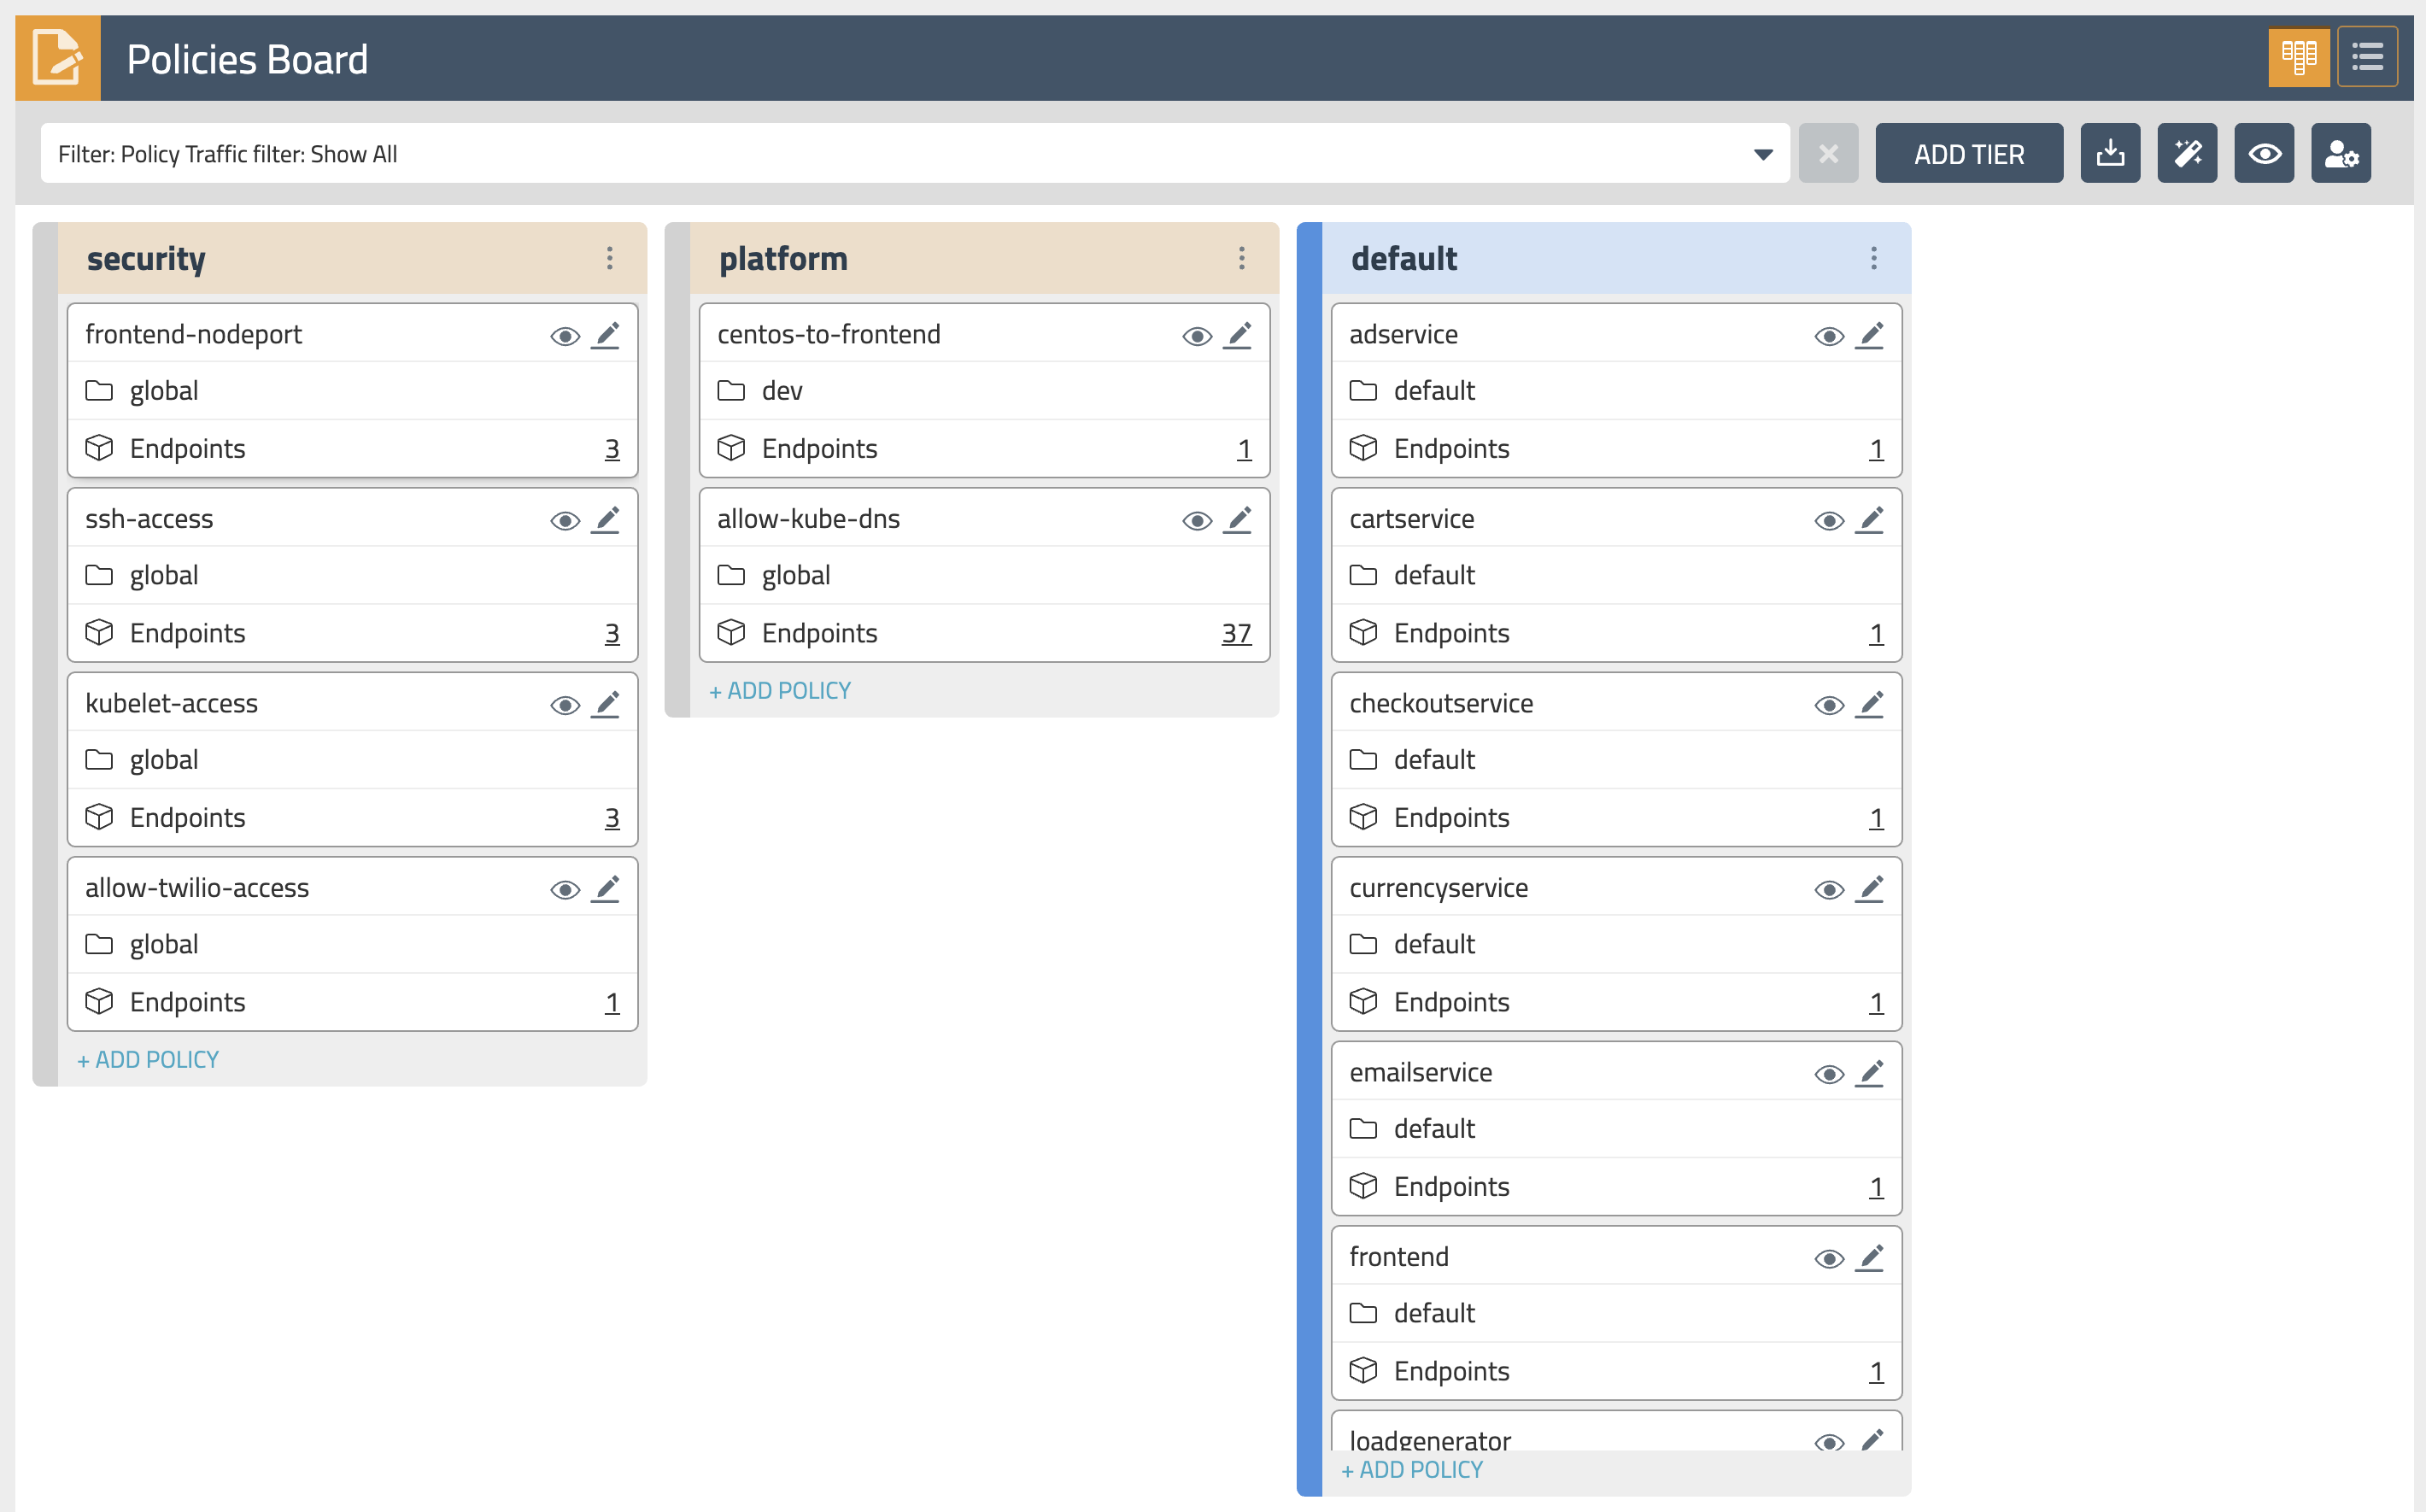 Policies Board
Filter: Policy Traffic filter: Show All
ADD TIER
security
frontend-nodeport
global
Endpoints 3
ssh-access
global
Endpoints 3
kubelet-access
global
Endpoints 3
allow-twilio-access
global
Endpoints 1
+ ADD POLICY
platform
centos-to-frontend
dev
Endpoints 1
allow-kube-dns
global
Endpoints 37
+ ADD POLICY
default
adservice
default
Endpoints 1
cartservice
default
Endpoints 1
checkoutservice
default
Endpoints 1
currencyservice
default
Endpoints 1
emailservice
default
Endpoints 1
frontend
default
Endpoints 1
loadgenerator
+ ADD POLICY